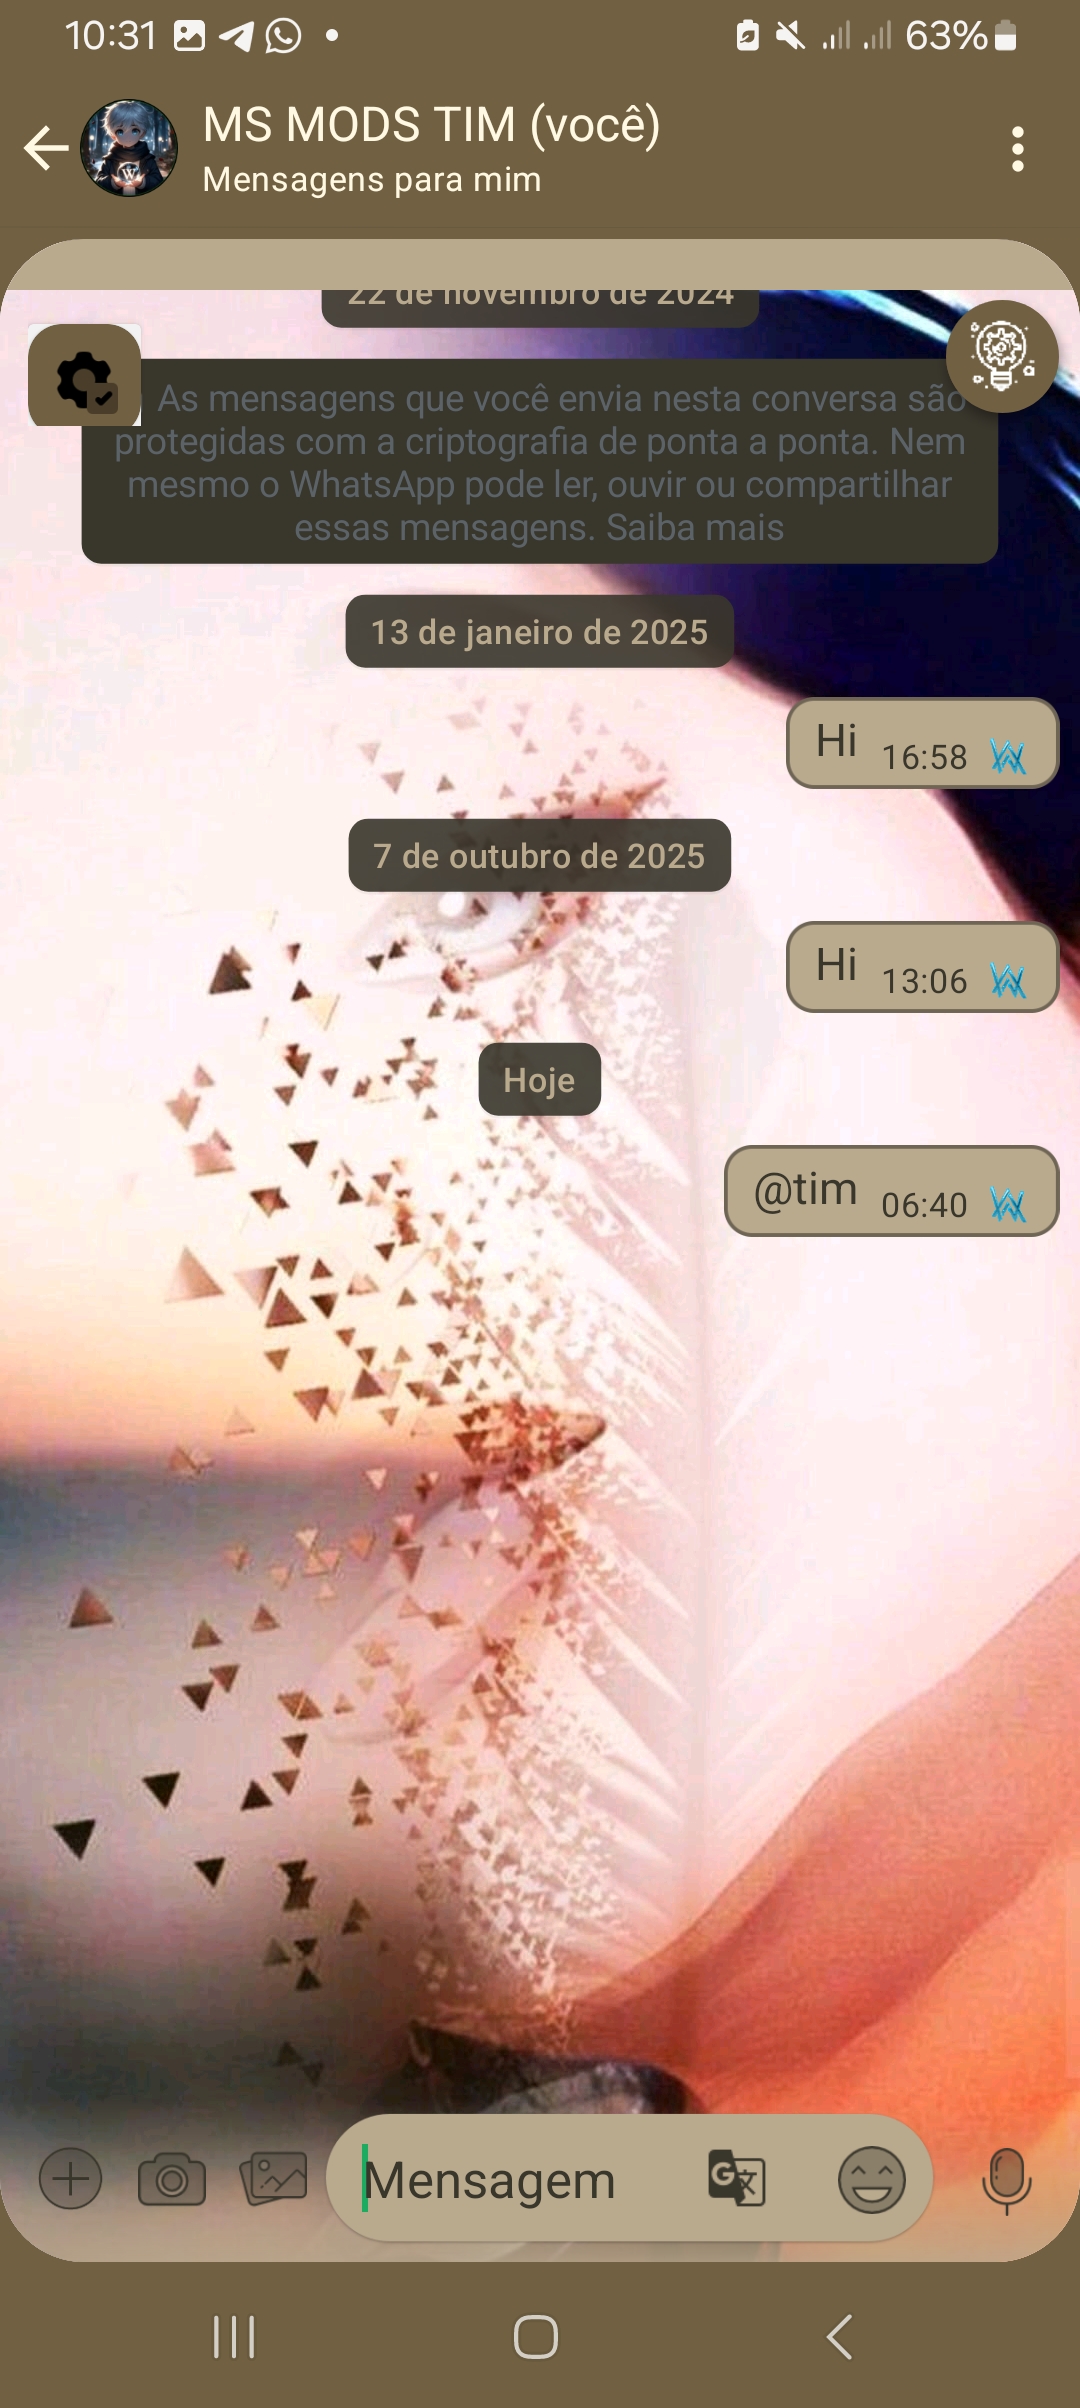 10:31
63%
MS MODS TIM (você)
Mensagens para mim
22 de novembro de 2024
As mensagens que você envia nesta conversa são
protegidas com a criptografia de ponta a ponta. Nem
mesmo o WhatsApp pode ler, ouvir ou compartilhar
essas mensagens. Saiba mais
13 de janeiro de 2025
Hi 16:58
7 de outubro de 2025
Hi 13:06
Hoje
@tim 06:40
Mensagem